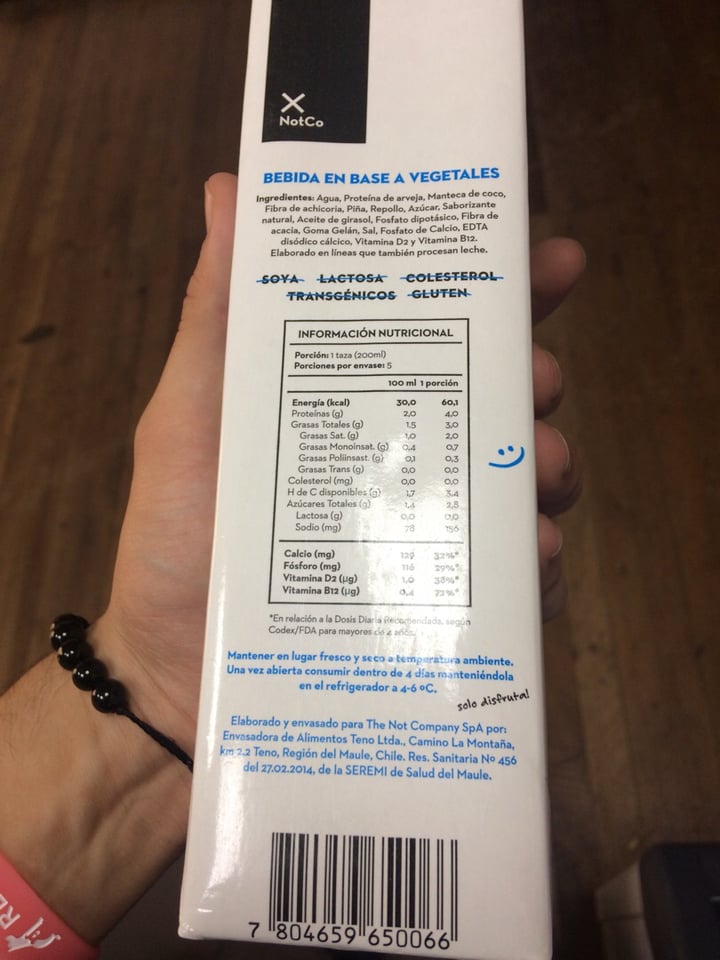 NotCo
BEBIDA EN BASE A VEGETALES
Ingredientes: Agua, Proteína de arveja, Manteca de coco,
Fibra de achicoria, Piña, Repollo, Azúcar, Saborizante
natural, Aceite de girasol, Fosfato dipotásico, Fibra de
acacia, Goma Gelán, Sal, Fosfato de Calcio, EDTA
disódico cálcico, Vitamina D2 y Vitamina B12.
Elaborado en líneas que también procesan leche.
SOYA LACTOSA COLESTEROL
TRANSGÉNICOS GLUTEN
INFORMACIÓN NUTRICIONAL
Porción: 1 taza (200ml)
Porciones por envase: 5
100 ml 1 porción
Energía (kcal) 30,0 60,1
Proteínas (g) 2,0 4,0
Grasas Totales (g) 1,5 3,0
Grasas Sat. (g) 1,0 2,0
Grasas Monoinsat. (g) 0,4 0,7
Grasas Poliinsast. (g) 0,1 0,3
Grasas Trans (g) 0,0 0,0
Colesterol (mg) 0,0 0,0
H de C disponibles (g) 1,7 3,4
Azúcares Totales (g) 1,4 2,8
Lactosa (g) 0,0 0,0
Sodio (mg) 78 156
Calcio (mg) 129 32%*
Fósforo (mg) 116 29%*
Vitamina D2 (µg) 1,0 38%*
Vitamina B12 (µg) 0,4 72%*
*En relación a la Dosis Diaria Recomendada, según
Codex/FDA para mayores de 4 años.
Mantener en lugar fresco y seco a temperatura ambiente.
Una vez abierta consumir dentro de 4 días manteniéndola
en el refrigerador a 4-6 ºC.
solo disfruta!
Elaborado y envasado para The Not Company SpA por:
Envasadora de Alimentos Teno Ltda., Camino La Montaña,
km 2.2 Teno, Región del Maule, Chile. Res. Sanitaria Nº 456
del 27.02.2014, de la SEREMI de Salud del Maule.
7 804659 650066